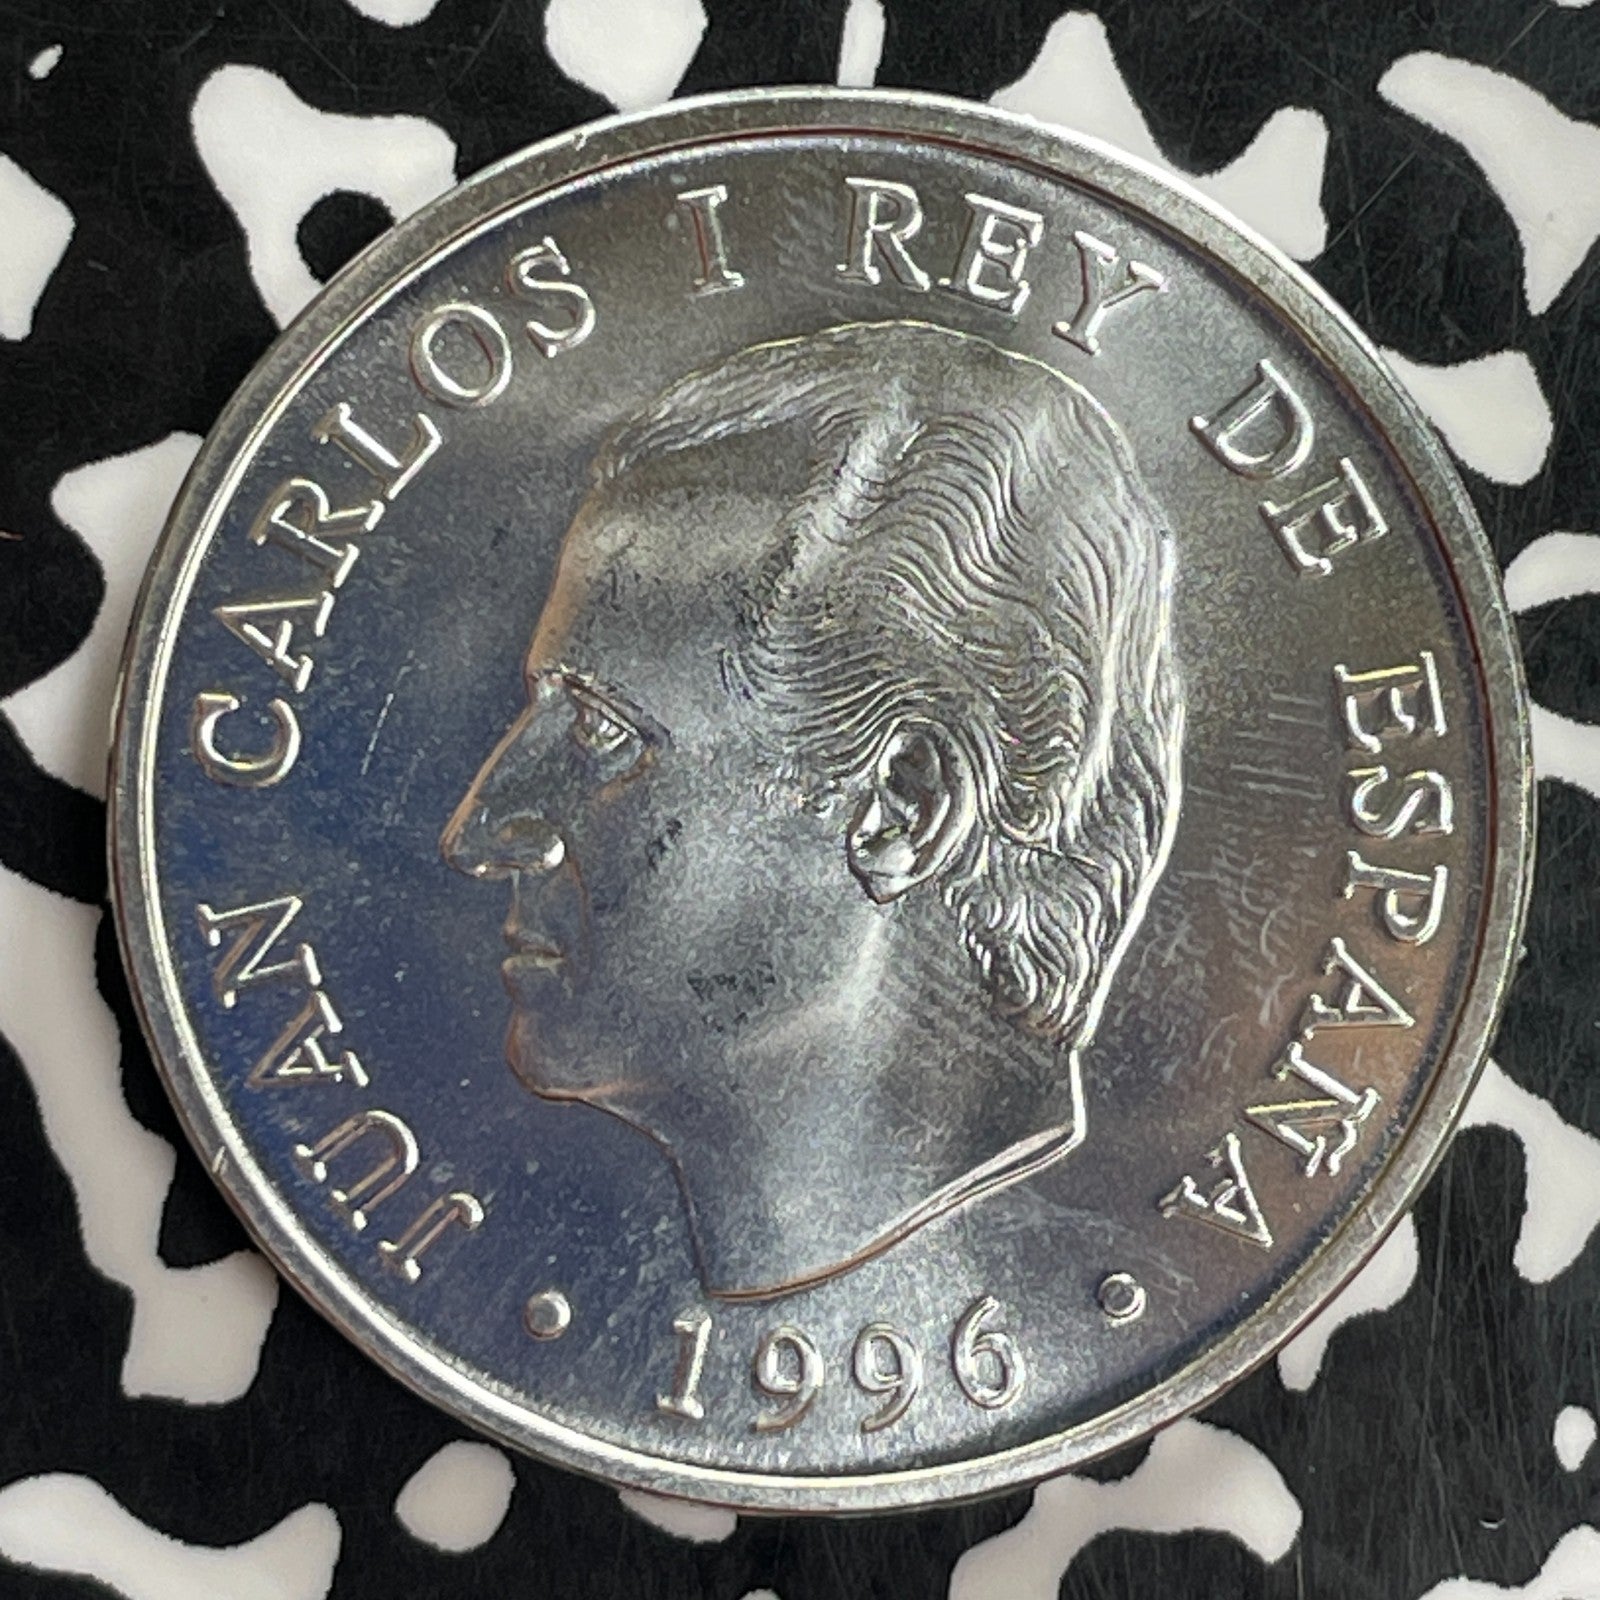 JUAN CARLOS I REY DE ESPAÑA
• 1996 •